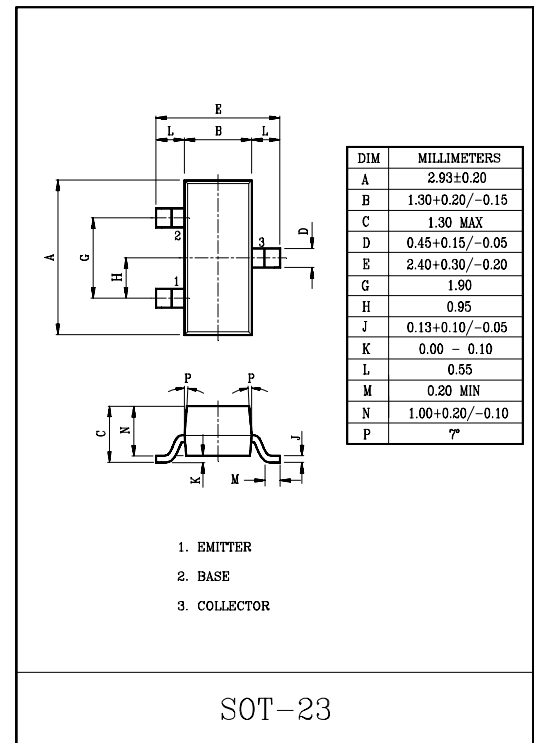 E
L B L
A
G
H
D
2
3
1
DIM MILLIMETERS
A 2.93±0.20
B 1.30+0.20/−0.15
C 1.30 MAX
D 0.45+0.15/−0.05
E 2.40+0.30/−0.20
G 1.90
H 0.95
J 0.13+0.10/−0.05
K 0.00 − 0.10
L 0.55
M 0.20 MIN
N 1.00+0.20/−0.10
P 7°
P P
C
N
K
M
J
1. EMITTER
2. BASE
3. COLLECTOR
SOT−23